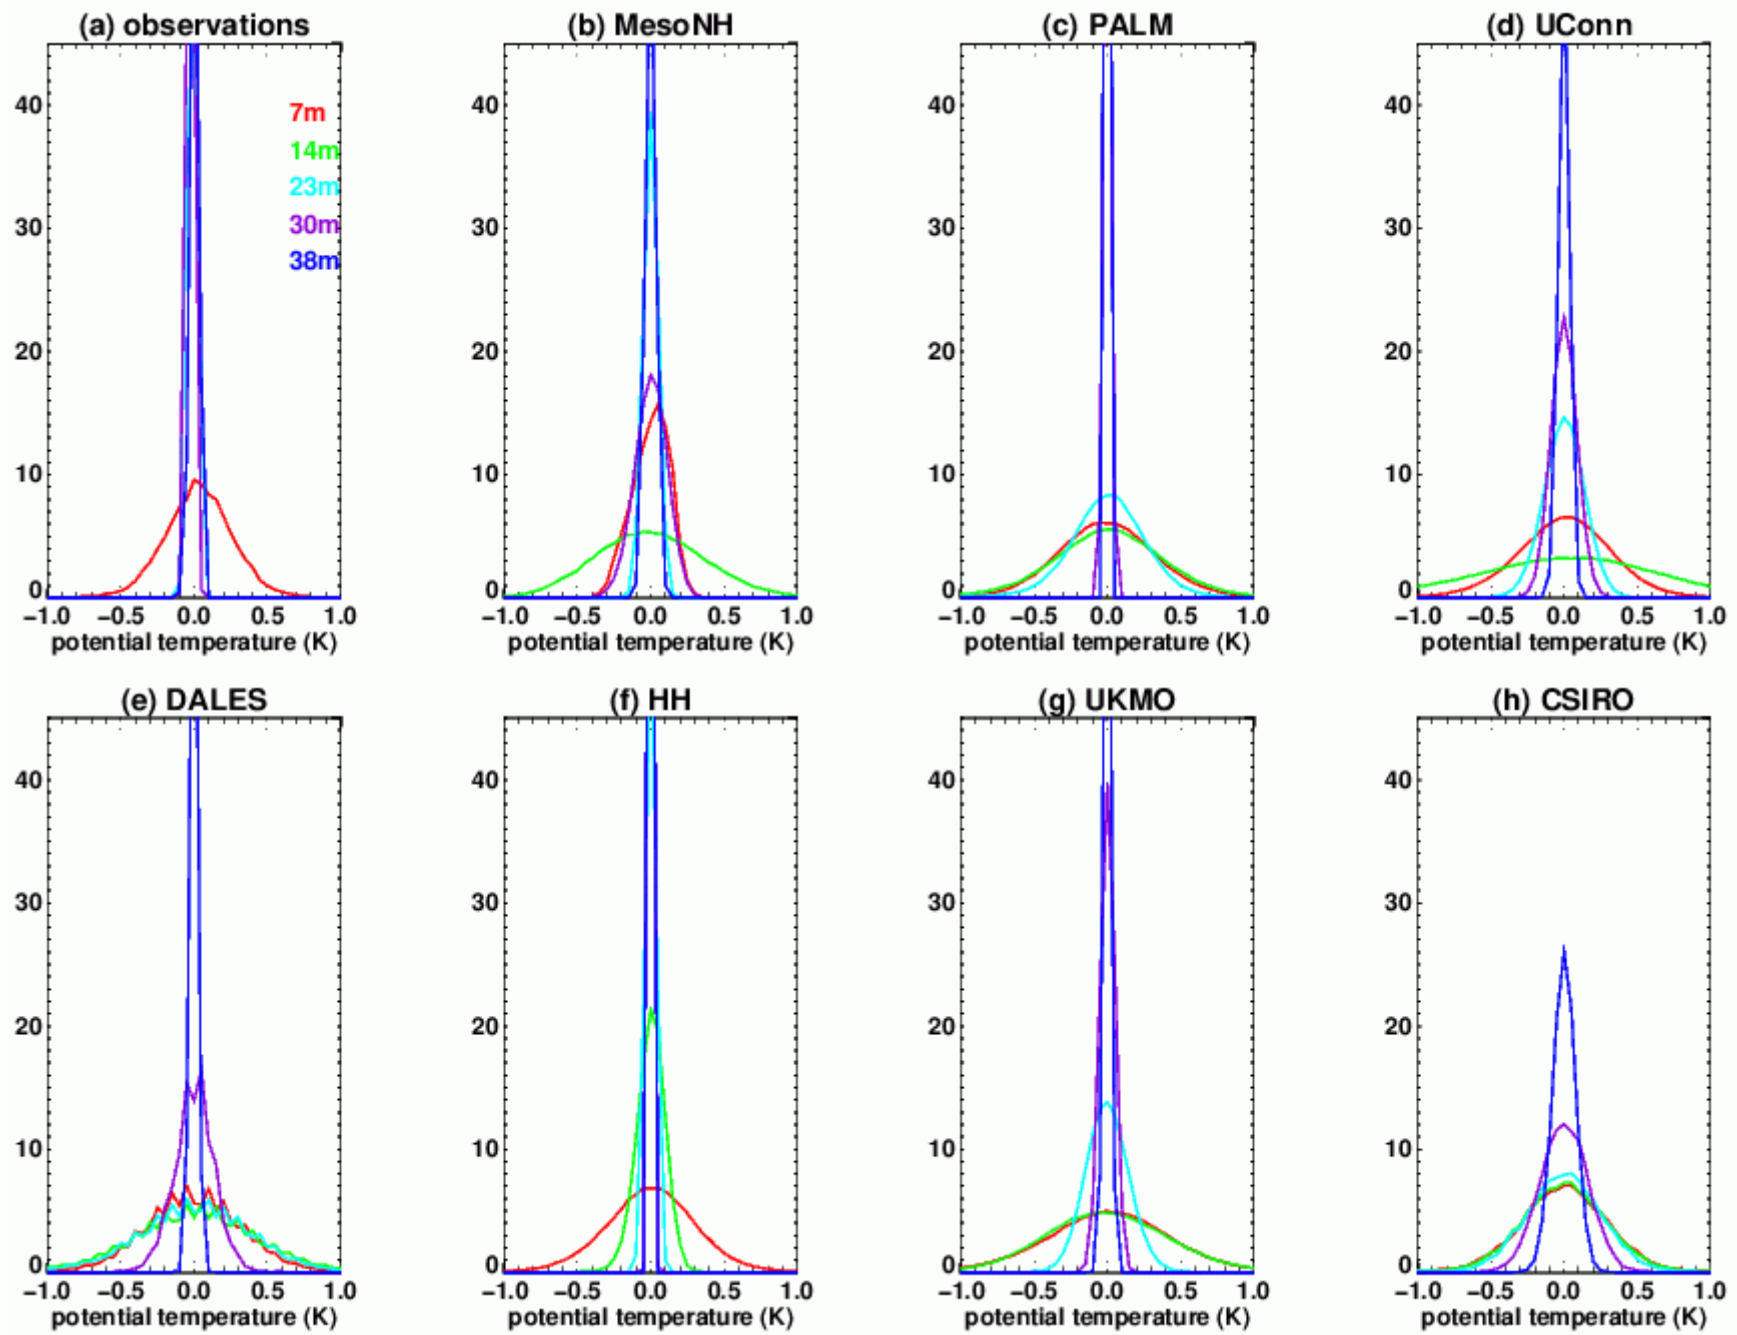 (a) observations
(b) MesoNH
(c) PALM
(d) UConn
40
30
20
10
0
7m
14m
23m
30m
38m
−1.0 −0.5 0.0 0.5 1.0
potential temperature (K)
40
30
20
10
0
−1.0 −0.5 0.0 0.5 1.0
potential temperature (K)
40
30
20
10
0
−1.0 −0.5 0.0 0.5 1.0
potential temperature (K)
40
30
20
10
0
−1.0 −0.5 0.0 0.5 1.0
potential temperature (K)
(e) DALES
(f) HH
(g) UKMO
(h) CSIRO
40
30
20
10
0
−1.0 −0.5 0.0 0.5 1.0
potential temperature (K)
40
30
20
10
0
−1.0 −0.5 0.0 0.5 1.0
potential temperature (K)
40
30
20
10
0
−1.0 −0.5 0.0 0.5 1.0
potential temperature (K)
40
30
20
10
0
−1.0 −0.5 0.0 0.5 1.0
potential temperature (K)